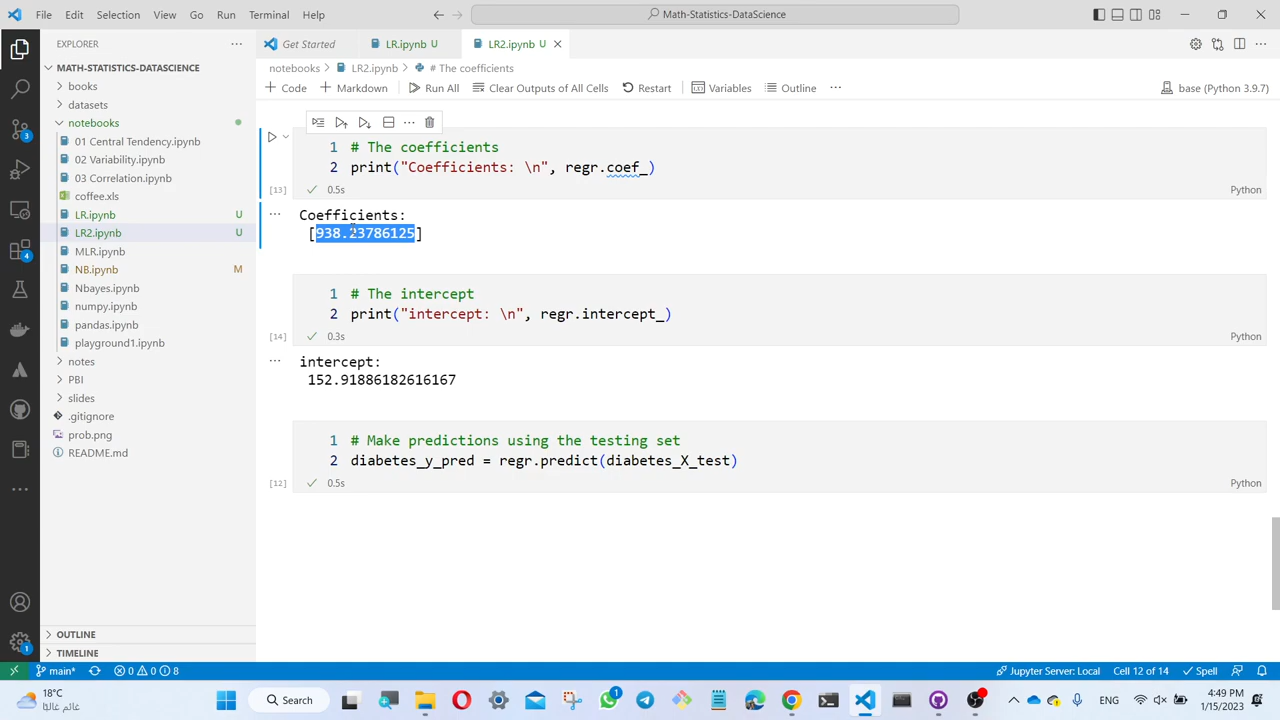 File Edit Selection View Go Run Terminal Help
Math-Statistics-DataScience
EXPLORER
MATH-STATISTICS-DATASCIENCE
books
datasets
notebooks
01 Central Tendency.ipynb
02 Variability.ipynb
03 Correlation.ipynb
coffee.xls
LR.ipynb U
LR2.ipynb U
MLR.ipynb
NB.ipynb M
Nbayes.ipynb
numpy.ipynb
pandas.ipynb
playground1.ipynb
notes
PBI
slides
.gitignore
prob.png
README.md
OUTLINE
TIMELINE
3
2
1
Get Started LR.ipynb U LR2.ipynb U
notebooks > LR2.ipynb > # The coefficients
Code Markdown Run All Clear Outputs of All Cells Restart Variables Outline base (Python 3.9.7)
1 # The coefficients
2 print("Coefficients: \n", regr.coef_)
[13] 0.5s Python
Coefficients:
[938.23786125]
1 # The intercept
2 print("intercept: \n", regr.intercept_)
[14] 0.3s Python
intercept:
152.91886182616167
1 # Make predictions using the testing set
2 diabetes_y_pred = regr.predict(diabetes_X_test)
[12] 0.5s Python
main* 0 0 8 Jupyter Server: Local Cell 12 of 14 Spell
18°C
غائم غالبًا
Search
1
ENG
4:49 PM
1/15/2023